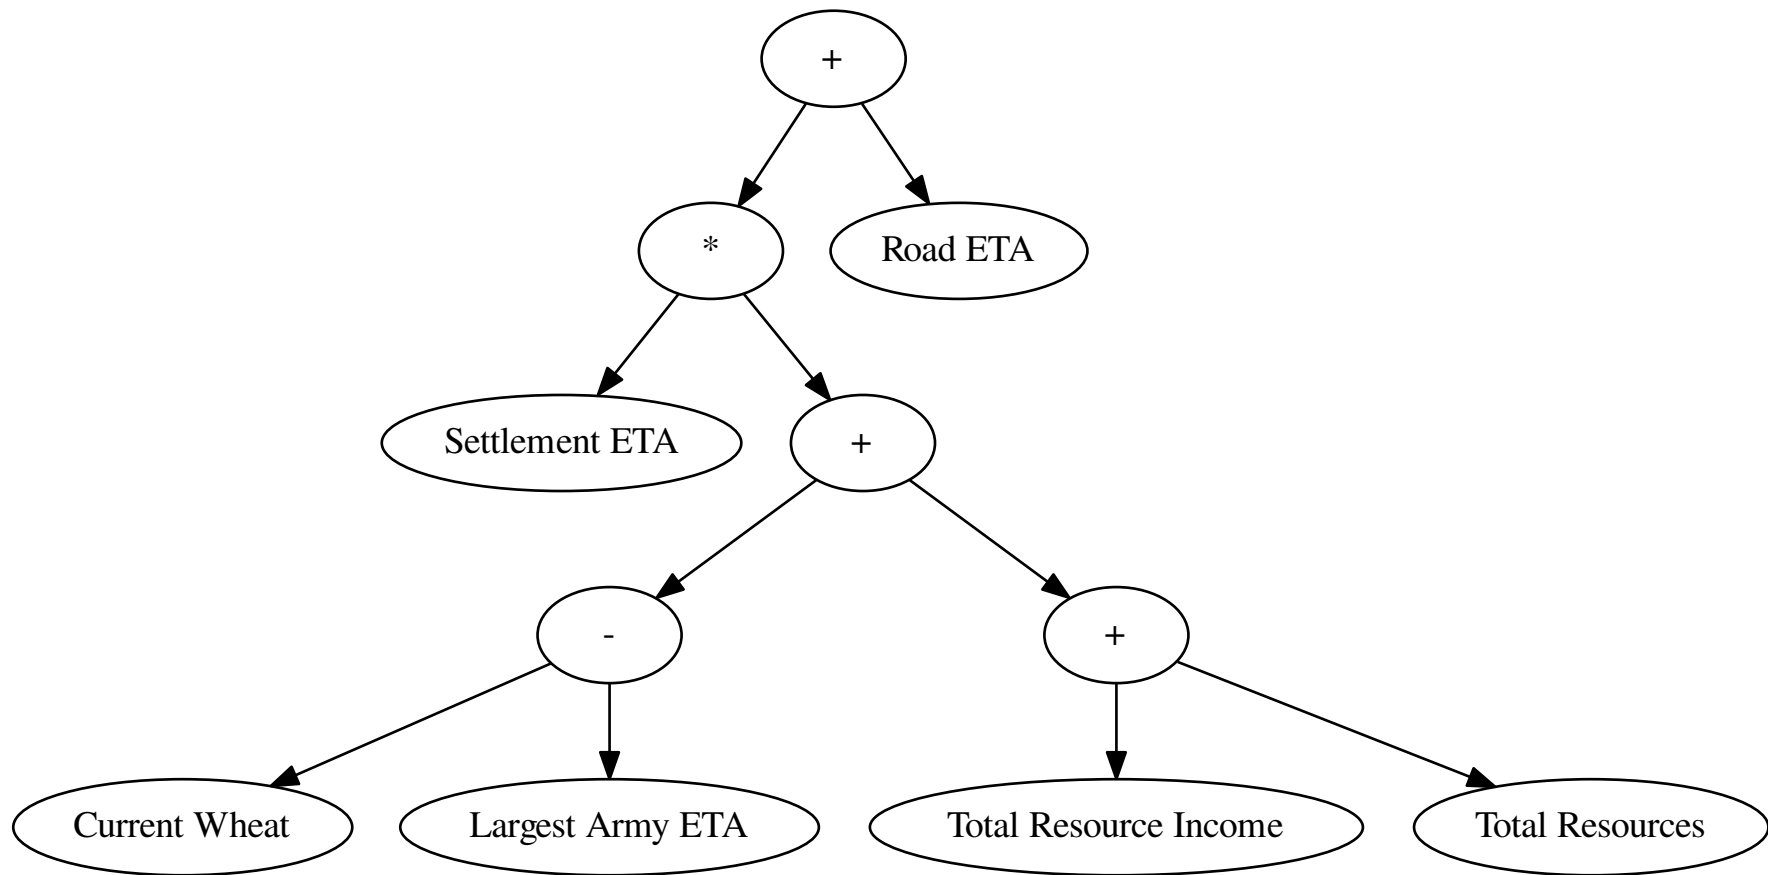 +
*
Road ETA
Settlement ETA
+
-
+
Current Wheat
Largest Army ETA
Total Resource Income
Total Resources